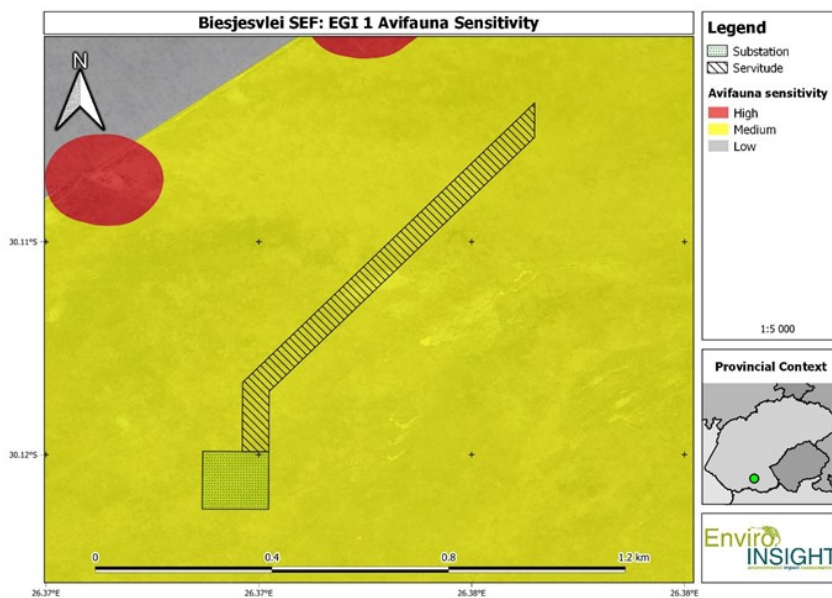 Biesjesvlei SEF: EGI 1 Avifauna Sensitivity
N
30.11°S
30.12°S
0
0.4
0.8
1.2 km
26.37°E
26.37°E
26.38°E
26.38°E
Legend
Substation
Servitude
Avifauna sensitivity
High
Medium
Low
1:5 000
Provincial Context
Enviro
INSIGHT